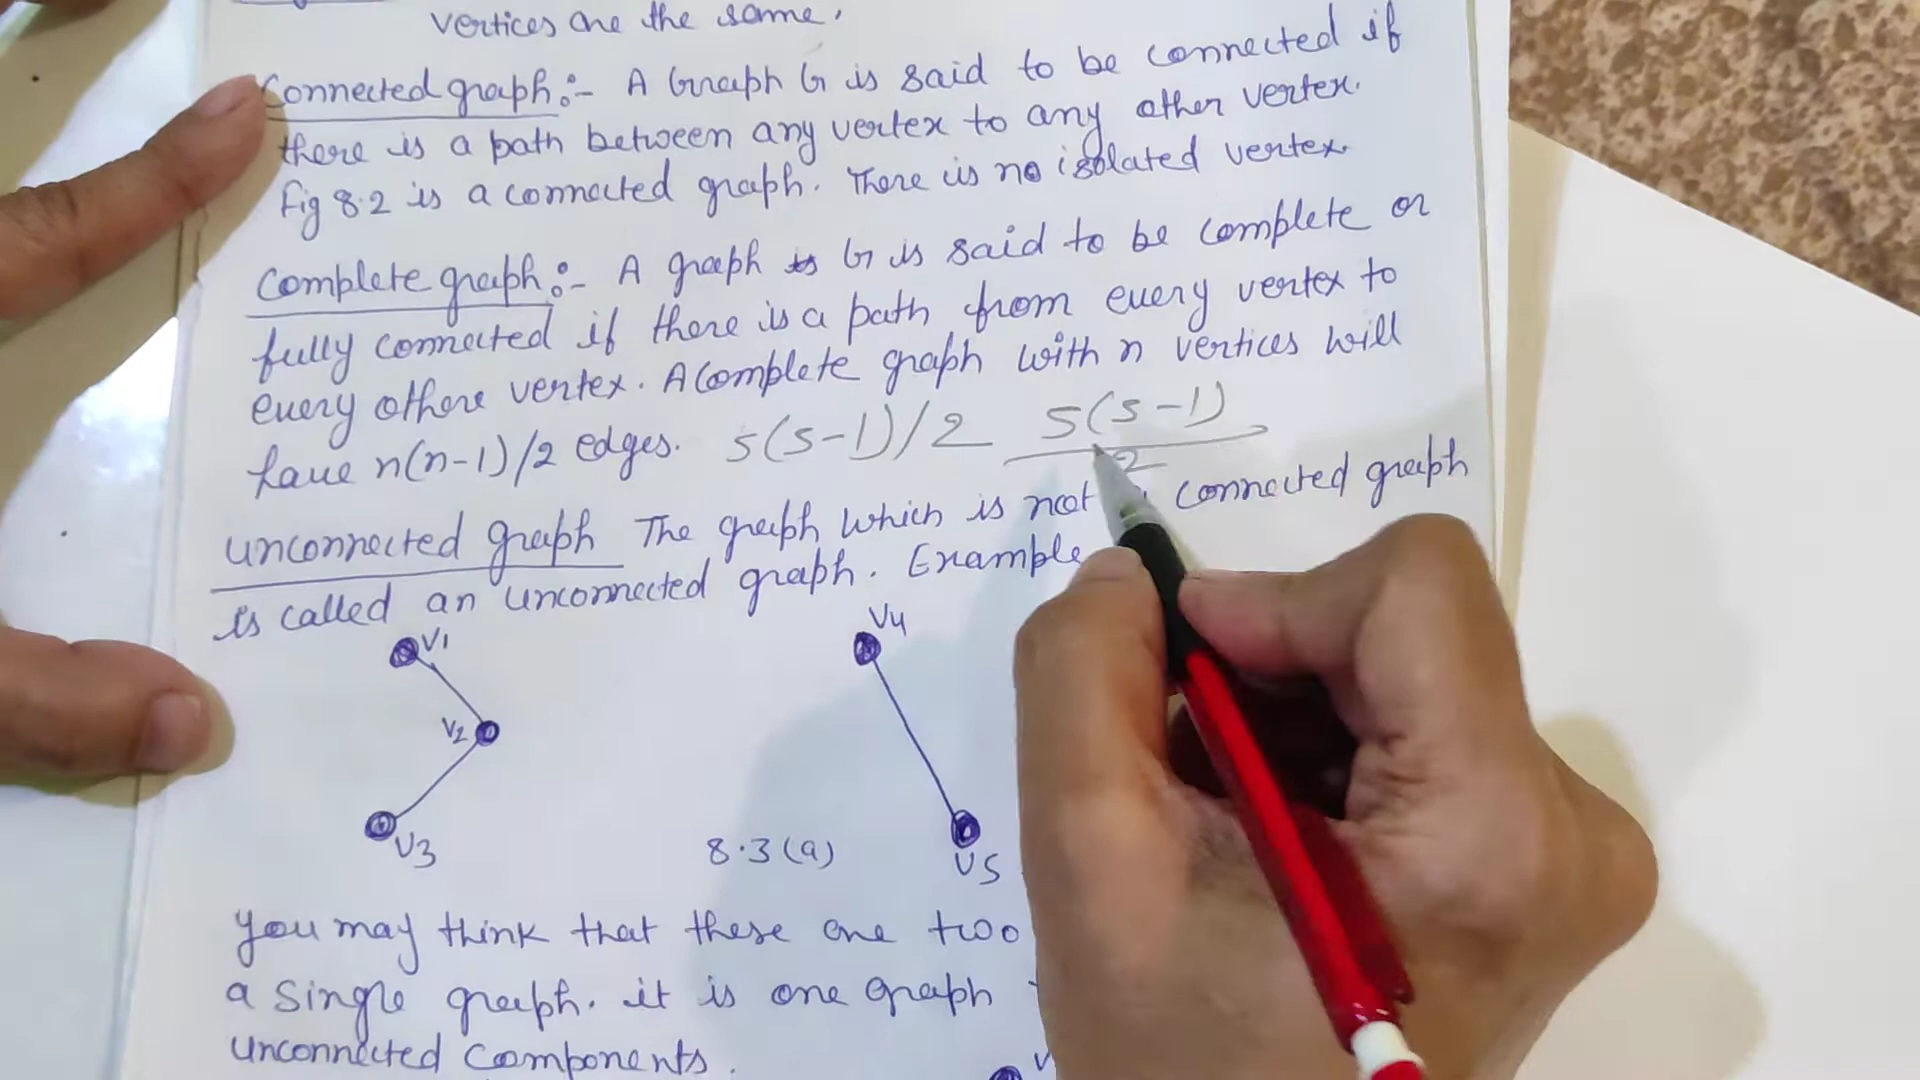 vertices are the same.
Connected graph:- A Graph G is said to be connected if
there is a path between any vertex to any other vertex.
Fig 8.2 is a connected graph. There is no isolated vertex.
Complete graph:- A graph is G is said to be complete or
fully connected if there is a path from every vertex to
every othere vertex. A complete graph with n vertices will
have n(n-1)/2 edges. 5(5-1)/2 5(5-1)
2
unconnected graph The graph which is not connected graph
is called an unconnected graph. Example
V1
V4
V2
V3
8.3(a)
V5
you may think that these are two
a single graph. it is one graph
unconnected components.
V